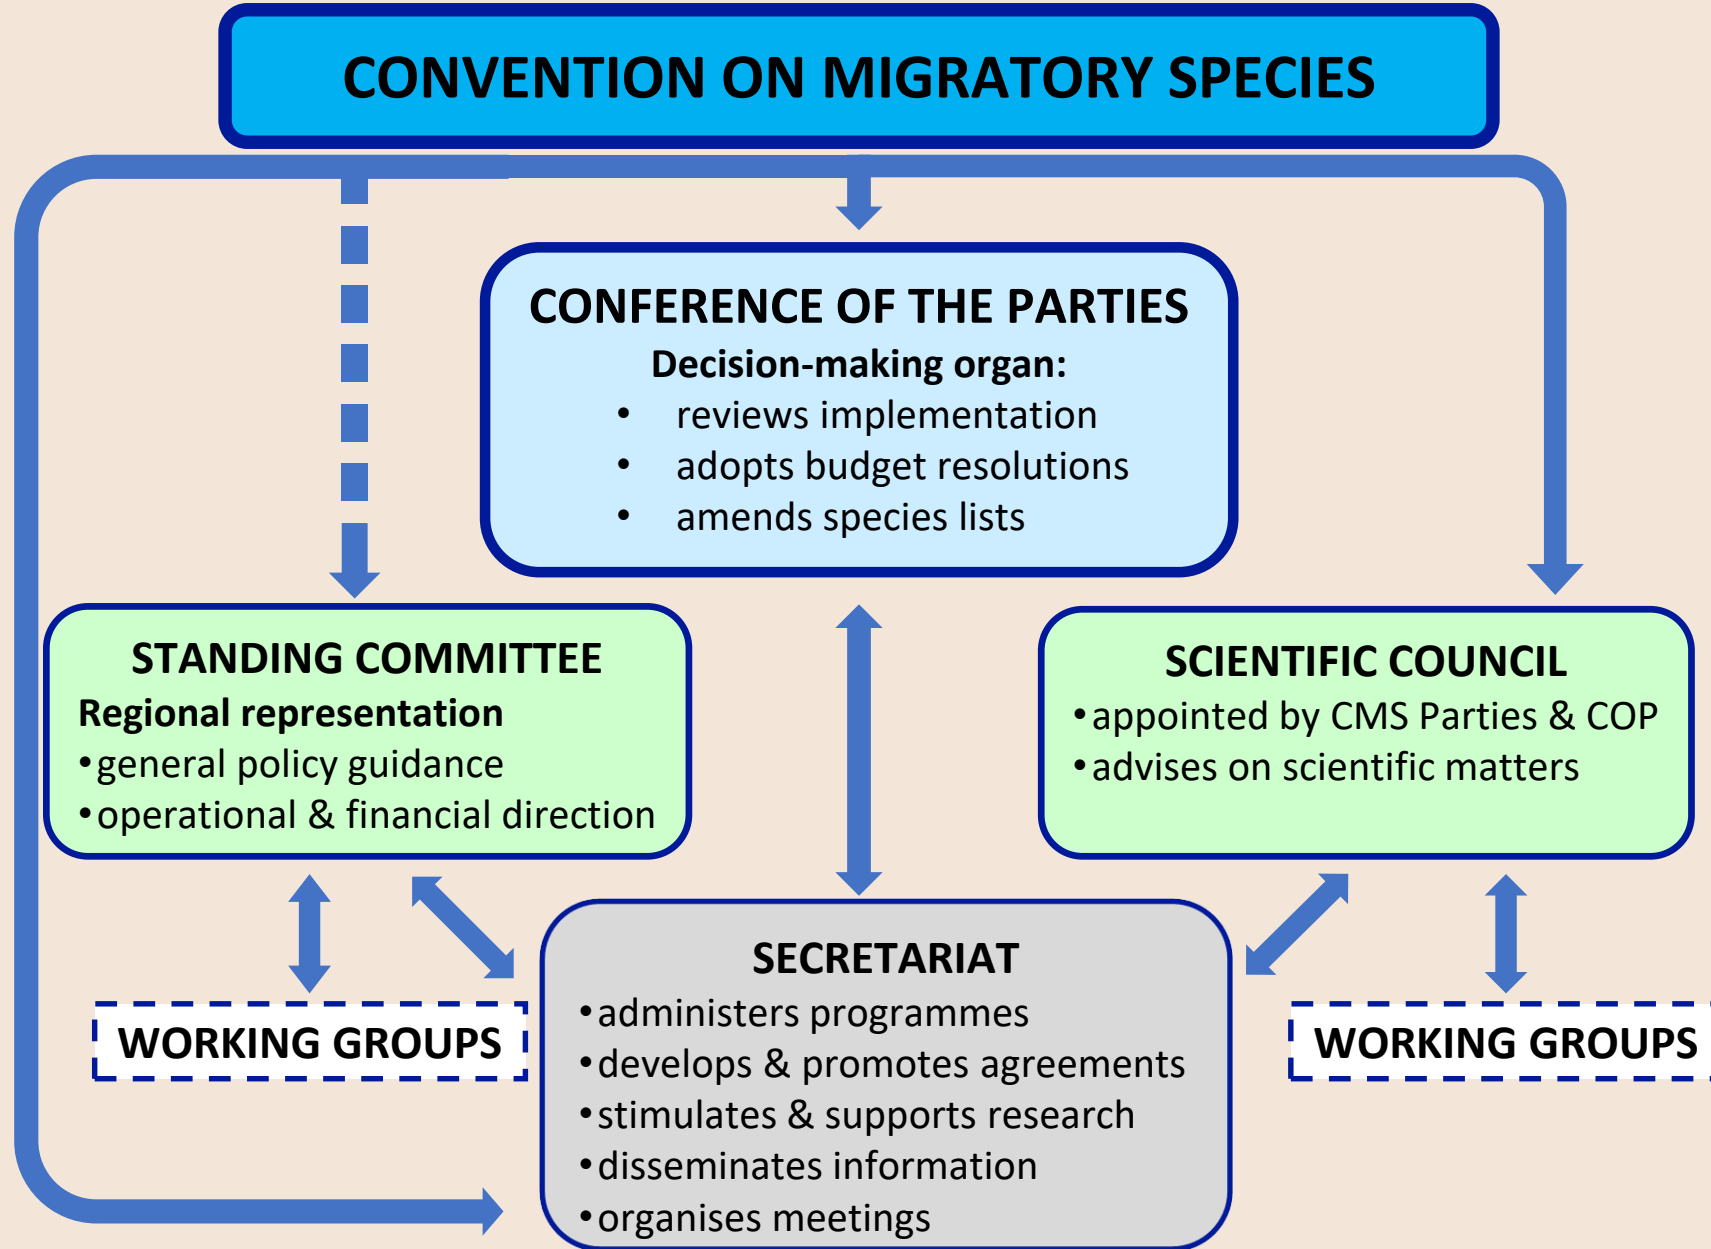 CONVENTION ON MIGRATORY SPECIES
CONFERENCE OF THE PARTIES
Decision-making organ:
• reviews implementation
• adopts budget resolutions
• amends species lists
STANDING COMMITTEE
Regional representation
• general policy guidance
• operational & financial direction
SCIENTIFIC COUNCIL
• appointed by CMS Parties & COP
• advises on scientific matters
WORKING GROUPS
SECRETARIAT
• administers programmes
• develops & promotes agreements
• stimulates & supports research
• disseminates information
• organises meetings
WORKING GROUPS